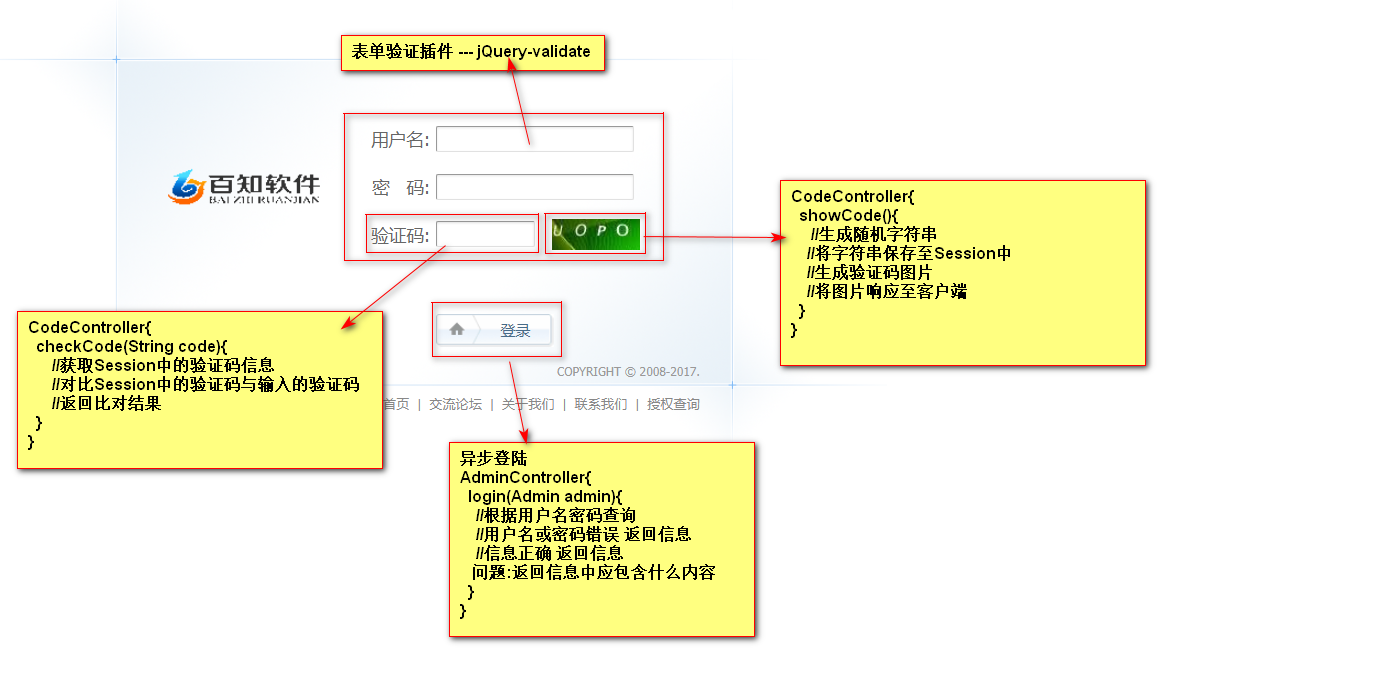 表单验证插件 --- jQuery-validate
用户名:
密 码:
验证码:
UOPO
百知软件
BAI ZHI RUANJIAN
登录
COPYRIGHT © 2008-2017.
首页 | 交流论坛 | 关于我们 | 联系我们 | 授权查询
CodeController{
showCode(){
//生成随机字符串
//将字符串保存至Session中
//生成验证码图片
//将图片响应至客户端
}
}
CodeController{
checkCode(String code){
//获取Session中的验证码信息
//对比Session中的验证码与输入的验证码
//返回比对结果
}
}
异步登陆
AdminController{
login(Admin admin){
//根据用户名密码查询
//用户名或密码错误 返回信息
//信息正确 返回信息
问题:返回信息中应包含什么内容
}
}